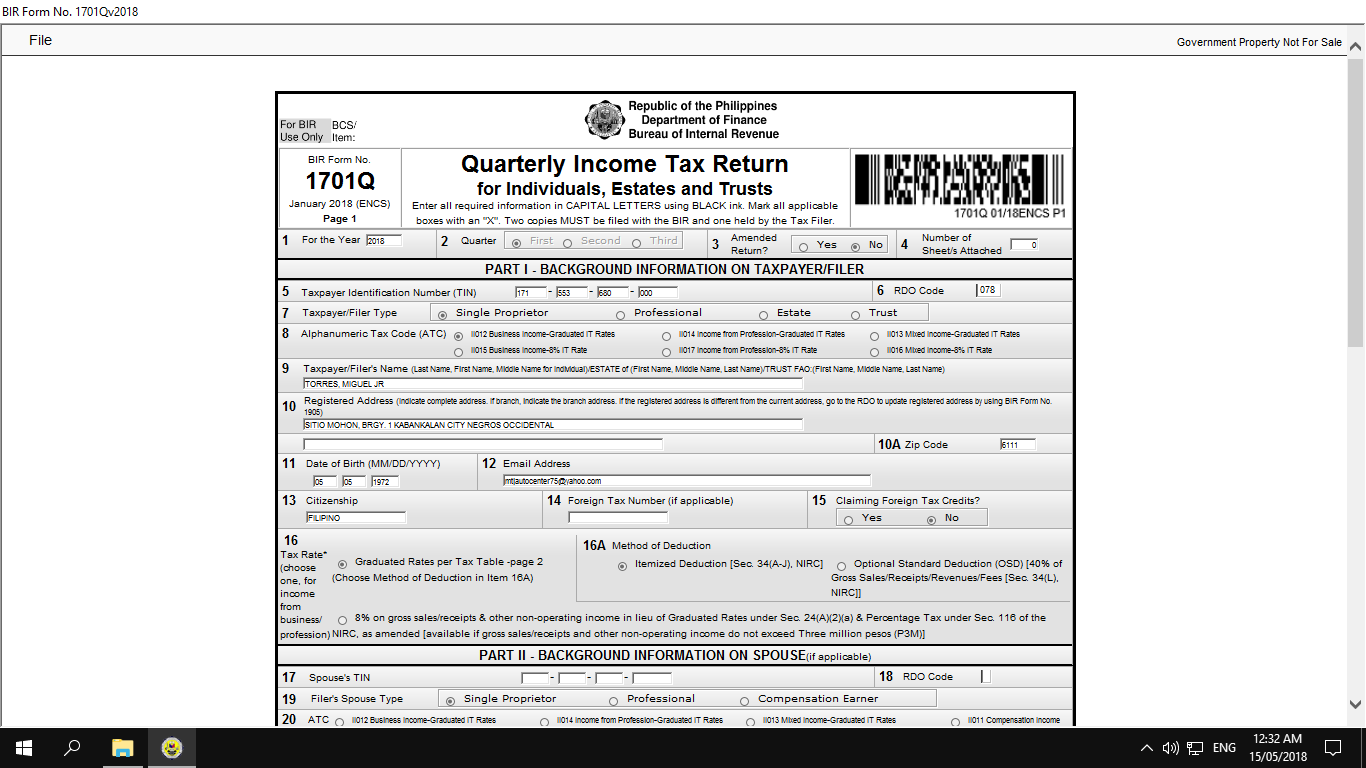 BIR Form No. 1701Qv2018
File
Government Property Not For Sale
For BIR Use Only
BCS/ Item:
Republic of the Philippines
Department of Finance
Bureau of Internal Revenue
BIR Form No.
1701Q
January 2018 (ENCS)
Page 1
Quarterly Income Tax Return
for Individuals, Estates and Trusts
Enter all required information in CAPITAL LETTERS using BLACK ink. Mark all applicable
boxes with an "X". Two copies MUST be filed with the BIR and one held by the Tax Filer.
1701Q 01/18ENCS P1
1 For the Year 2018
2 Quarter First Second Third
3 Amended Return? Yes No
4 Number of Sheet/s Attached 0
PART I - BACKGROUND INFORMATION ON TAXPAYER/FILER
5 Taxpayer Identification Number (TIN) 171 - 553 - 680 - 000
6 RDO Code 078
7 Taxpayer/Filer Type Single Proprietor Professional Estate Trust
8 Alphanumeric Tax Code (ATC) II012 Business Income-Graduated IT Rates II014 Income from Profession-Graduated IT Rates II013 Mixed Income-Graduated IT Rates
II015 Business Income-8% IT Rate II017 Income from Profession-8% IT Rate II016 Mixed Income-8% IT Rate
9 Taxpayer/Filer's Name (Last Name, First Name, Middle Name for Individual)/ESTATE of (First Name, Middle Name, Last Name)/TRUST FAO:(First Name, Middle Name, Last Name)
TORRES, MIGUEL JR
10 Registered Address (Indicate complete address. If branch, indicate the branch address. If the registered address is different from the current address, go to the RDO to update registered address by using BIR Form No.
1905)
SITIO MOHON, BRGY. 1 KABANKALAN CITY NEGROS OCCIDENTAL
10A Zip Code 6111
11 Date of Birth (MM/DD/YYYY)
05 05 1972
12 Email Address
mtjautocenter75@yahoo.com
13 Citizenship
FILIPINO
14 Foreign Tax Number (if applicable)
15 Claiming Foreign Tax Credits?
Yes No
16
Tax Rate*
(choose
one, for
income
from
business/
profession)
Graduated Rates per Tax Table -page 2
(Choose Method of Deduction in Item 16A)
16A Method of Deduction
Itemized Deduction [Sec. 34(A-J), NIRC]
Optional Standard Deduction (OSD) [40% of
Gross Sales/Receipts/Revenues/Fees [Sec. 34(L),
NIRC]]
8% on gross sales/receipts & other non-operating income in lieu of Graduated Rates under Sec. 24(A)(2)(a) & Percentage Tax under Sec. 116 of the
NIRC, as amended [available if gross sales/receipts and other non-operating income do not exceed Three million pesos (P3M)]
PART II - BACKGROUND INFORMATION ON SPOUSE(if applicable)
17 Spouse's TIN - - -
18 RDO Code
19 Filer's Spouse Type Single Proprietor Professional Compensation Earner
20 ATC II012 Business Income-Graduated IT Rates II014 Income from Profession-Graduated IT Rates II013 Mixed Income-Graduated IT Rates II011 Compensation Income
ENG
12:32 AM
15/05/2018